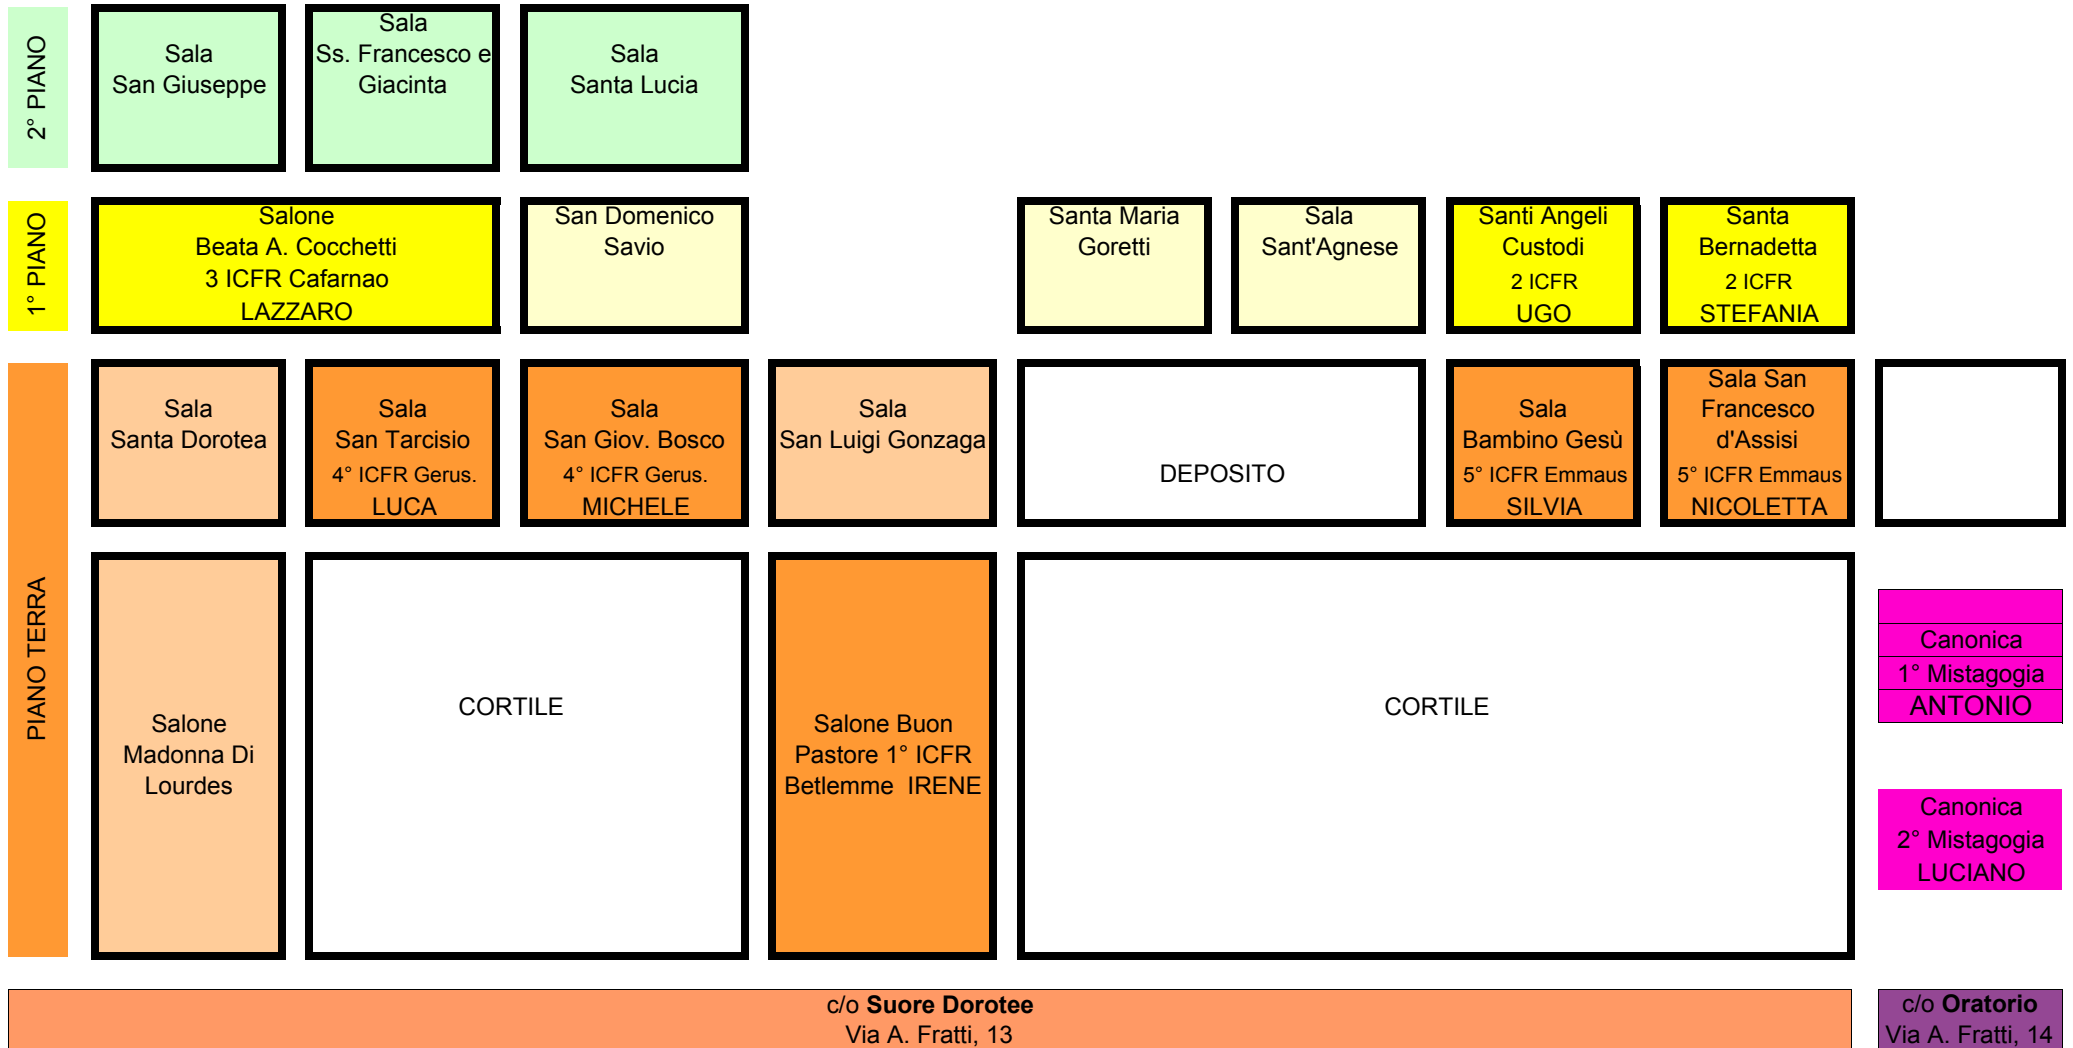 2° PIANO
Sala
San Giuseppe
Sala
Ss. Francesco e
Giacinta
Sala
Santa Lucia
1° PIANO
Salone
Beata A. Cocchetti
3 ICFR Cafarnao
LAZZARO
San Domenico
Savio
Santa Maria
Goretti
Sala
Sant'Agnese
Santi Angeli
Custodi
2 ICFR
UGO
Santa
Bernadetta
2 ICFR
STEFANIA
PIANO TERRA
Sala
Santa Dorotea
Sala
San Tarcisio
4° ICFR Gerus.
LUCA
Sala
San Giov. Bosco
4° ICFR Gerus.
MICHELE
Sala
San Luigi Gonzaga
DEPOSITO
Sala
Bambino Gesù
5° ICFR Emmaus
SILVIA
Sala San
Francesco
d'Assisi
5° ICFR Emmaus
NICOLETTA
Salone
Madonna Di
Lourdes
CORTILE
Salone Buon
Pastore 1° ICFR
Betlemme  IRENE
CORTILE
Canonica
1° Mistagogia
ANTONIO
Canonica
2° Mistagogia
LUCIANO
c/o Suore Dorotee
Via A. Fratti, 13
c/o Oratorio
Via A. Fratti, 14